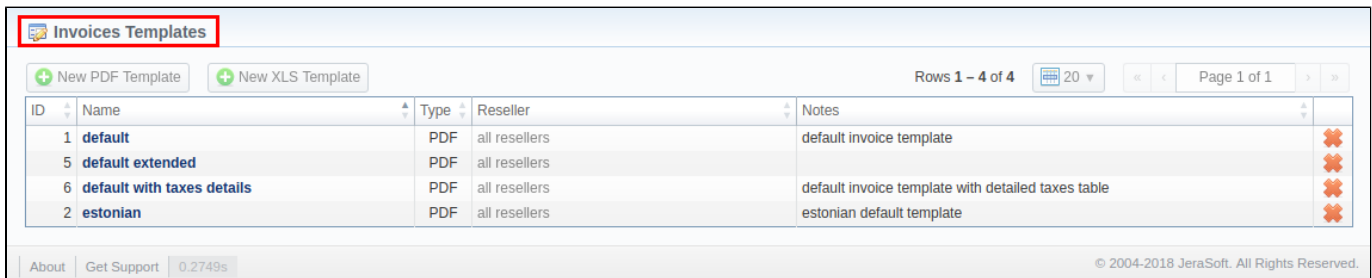 Invoices Templates
New PDF Template New XLS Template Rows 1 – 4 of 4 20 « ‹ Page 1 of 1 › »
ID Name Type Reseller Notes
1 default PDF all resellers default invoice template
5 default extended PDF all resellers
6 default with taxes details PDF all resellers default invoice template with detailed taxes table
2 estonian PDF all resellers estonian default template
About Get Support 0.2749s © 2004-2018 JeraSoft. All Rights Reserved.